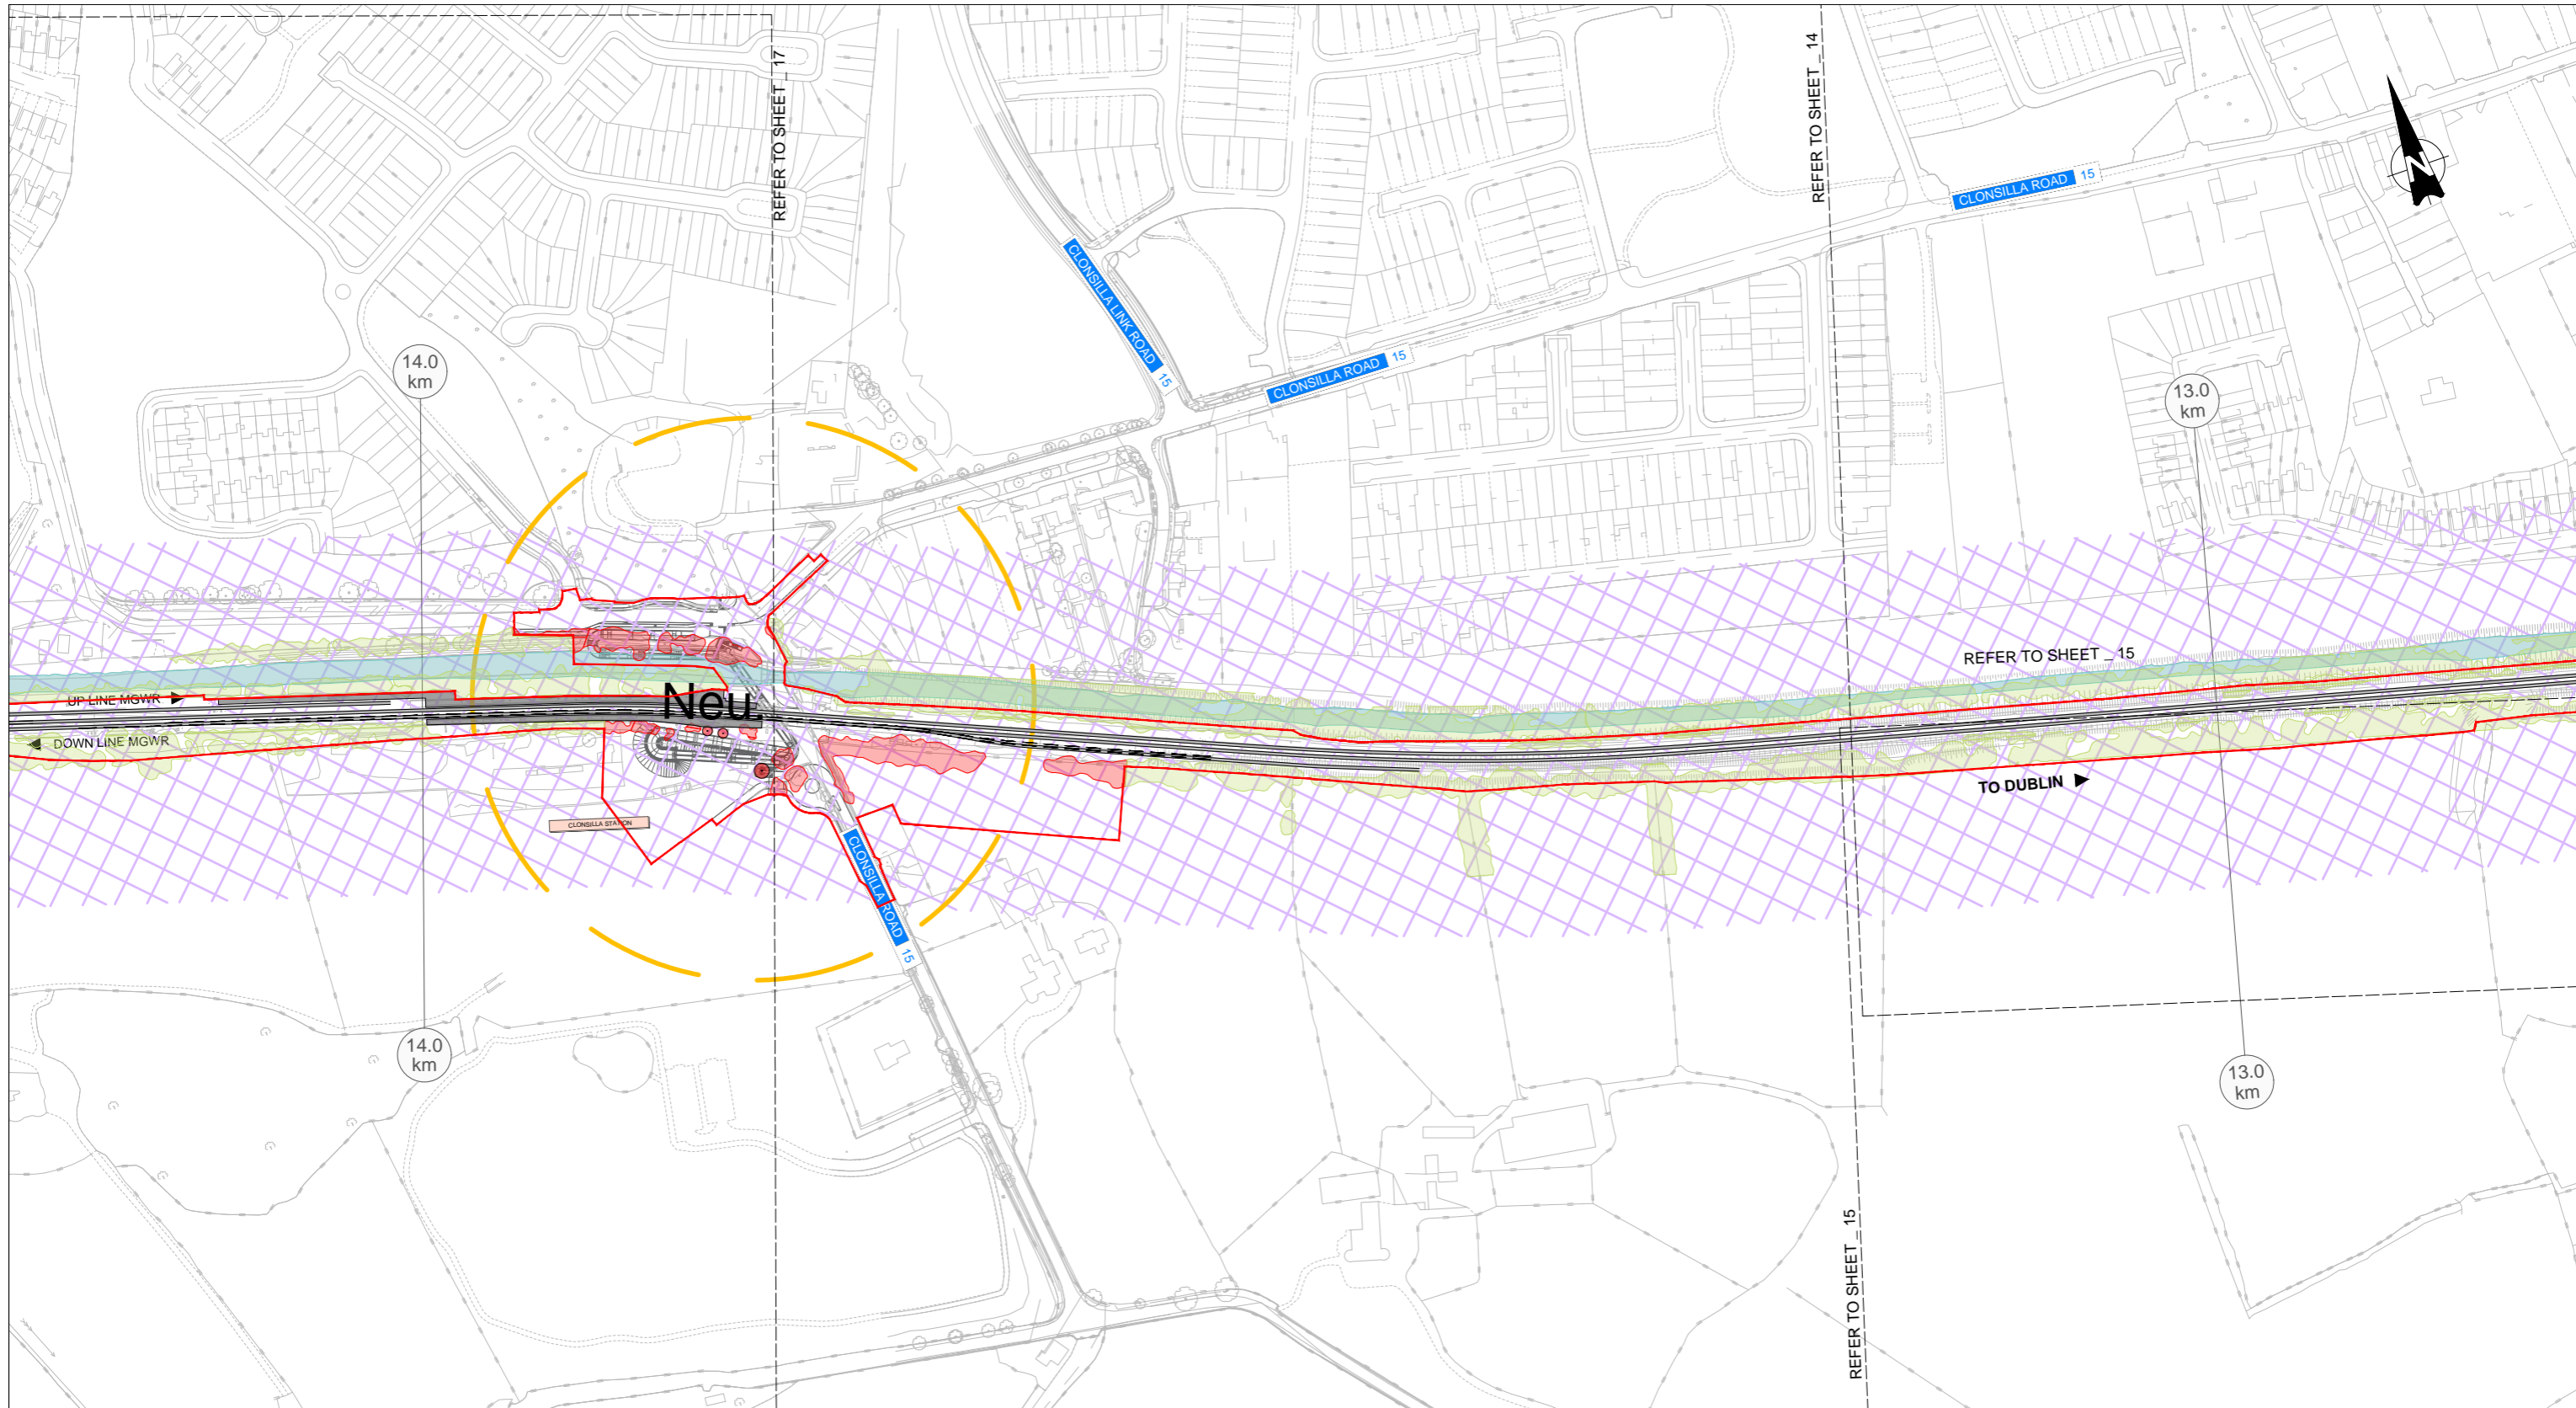 REFER TO SHEET _ 17
REFER TO SHEET _ 14
CLONSILLA ROAD 15
N
CLONSILLA LINK ROAD 15
CLONSILLA ROAD 15
14.0
km
13.0
km
REFER TO SHEET _ 15
UP LINE MGWR
Neu
DOWN LINE MGWR
TO DUBLIN
CLONSILLA STATION
CLONSILLA ROAD 15
14.0
km
13.0
km
REFER TO SHEET _ 15